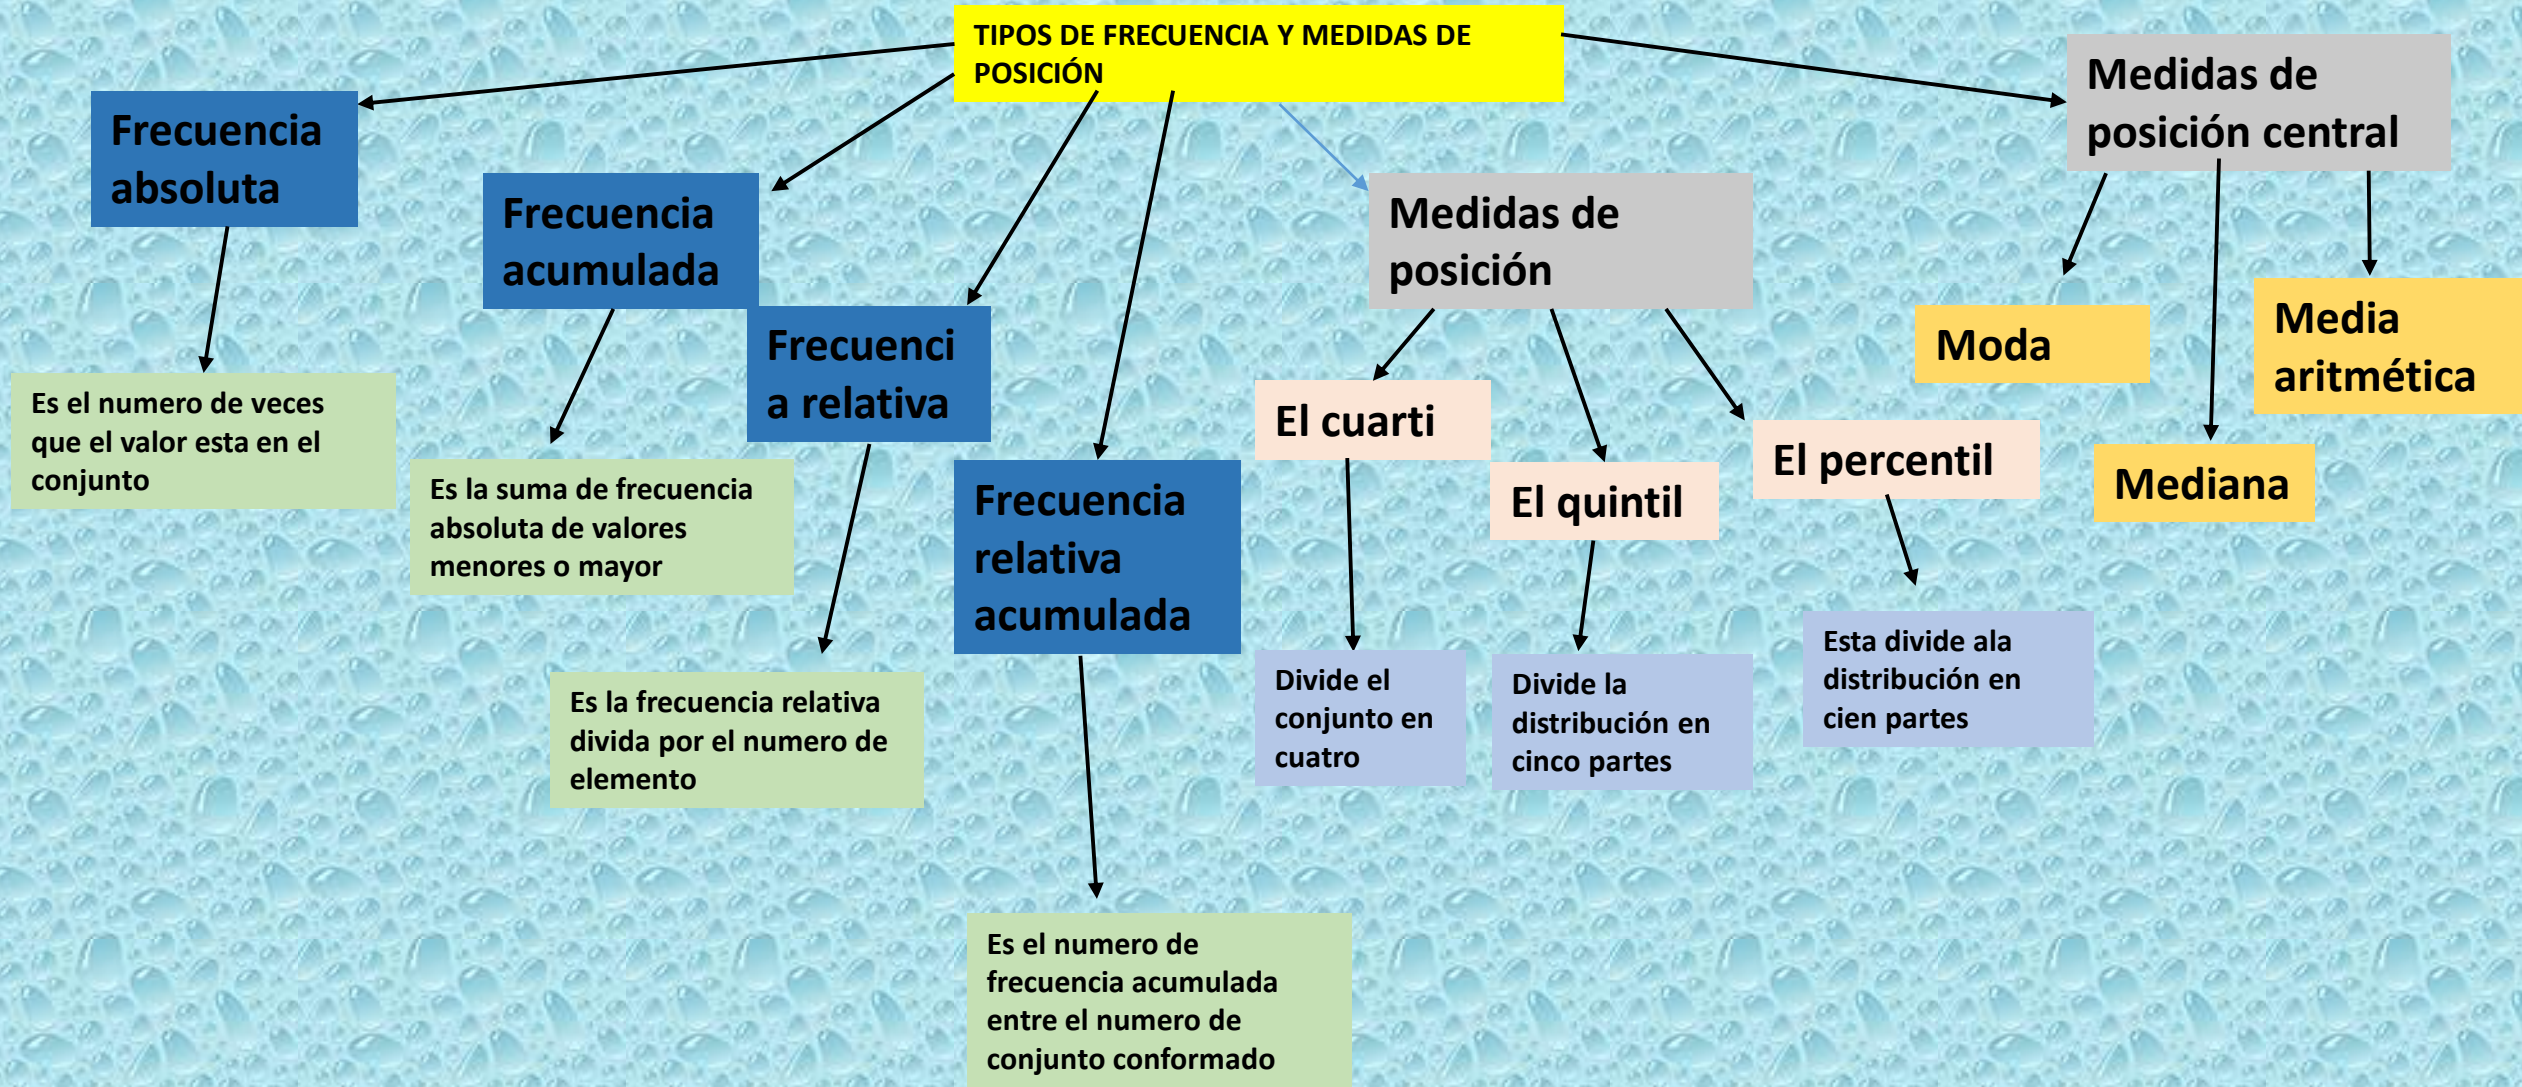 TIPOS DE FRECUENCIA Y MEDIDAS DE
POSICIÓN
Frecuencia
absoluta
Es el numero de veces
que el valor esta en el
conjunto
Frecuencia
acumulada
Es la suma de frecuencia
absoluta de valores
menores o mayor
Frecuenci
a relativa
Es la frecuencia relativa
divida por el numero de
elemento
Frecuencia
relativa
acumulada
Es el numero de
frecuencia acumulada
entre el numero de
conjunto conformado
Medidas de
posición
El cuarti
Divide el
conjunto en
cuatro
El quintil
Divide la
distribución en
cinco partes
El percentil
Esta divide ala
distribución en
cien partes
Medidas de
posición central
Moda
Mediana
Media
aritmética